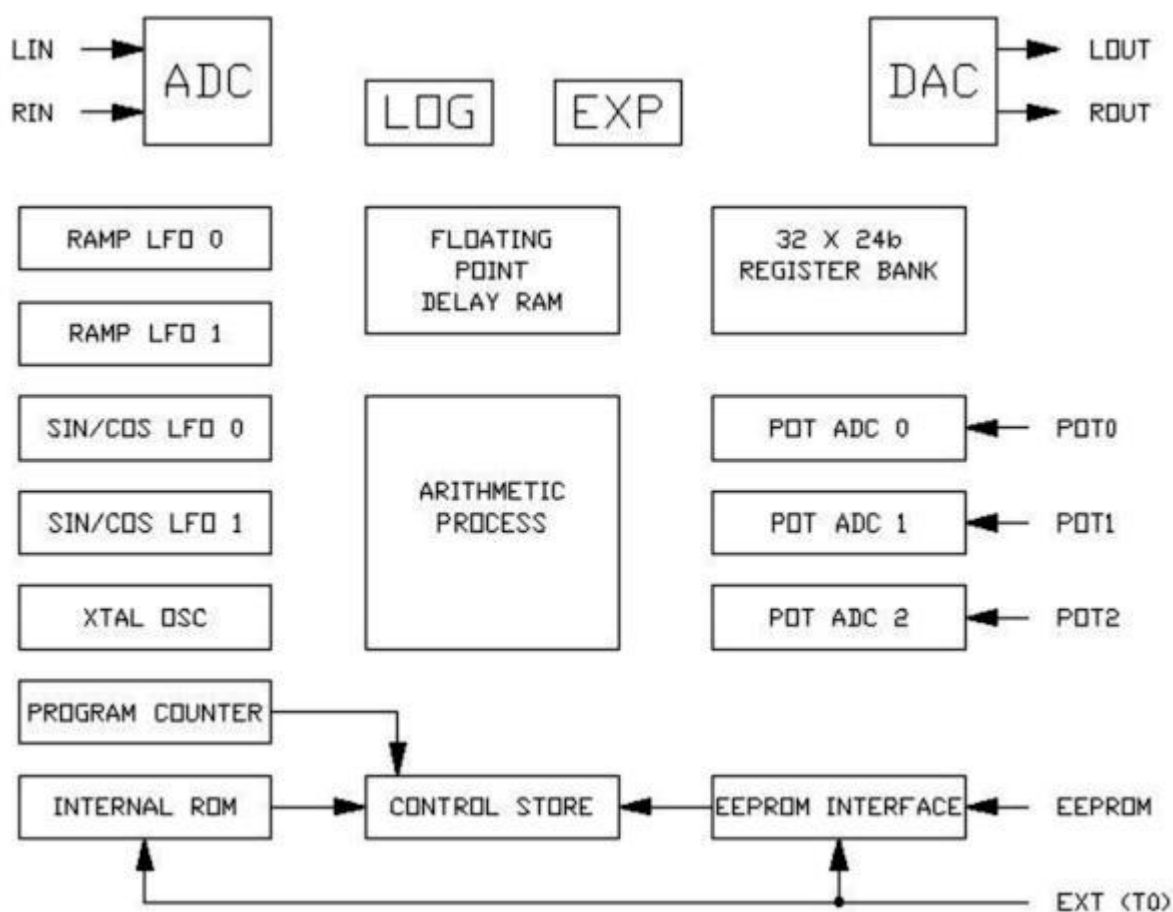 LIN
RIN
ADC
LOG
EXP
DAC
LOUT
ROUT
RAMP LFO 0
FLOATING
POINT
DELAY RAM
32 X 24b
REGISTER BANK
RAMP LFO 1
SIN/COS LFO 0
ARITHMETIC
PROCESS
POT ADC 0
POT0
SIN/COS LFO 1
POT ADC 1
POT1
XTAL OSC
POT ADC 2
POT2
PROGRAM COUNTER
INTERNAL ROM
CONTROL STORE
EEPROM INTERFACE
EEPROM
EXT (T0)